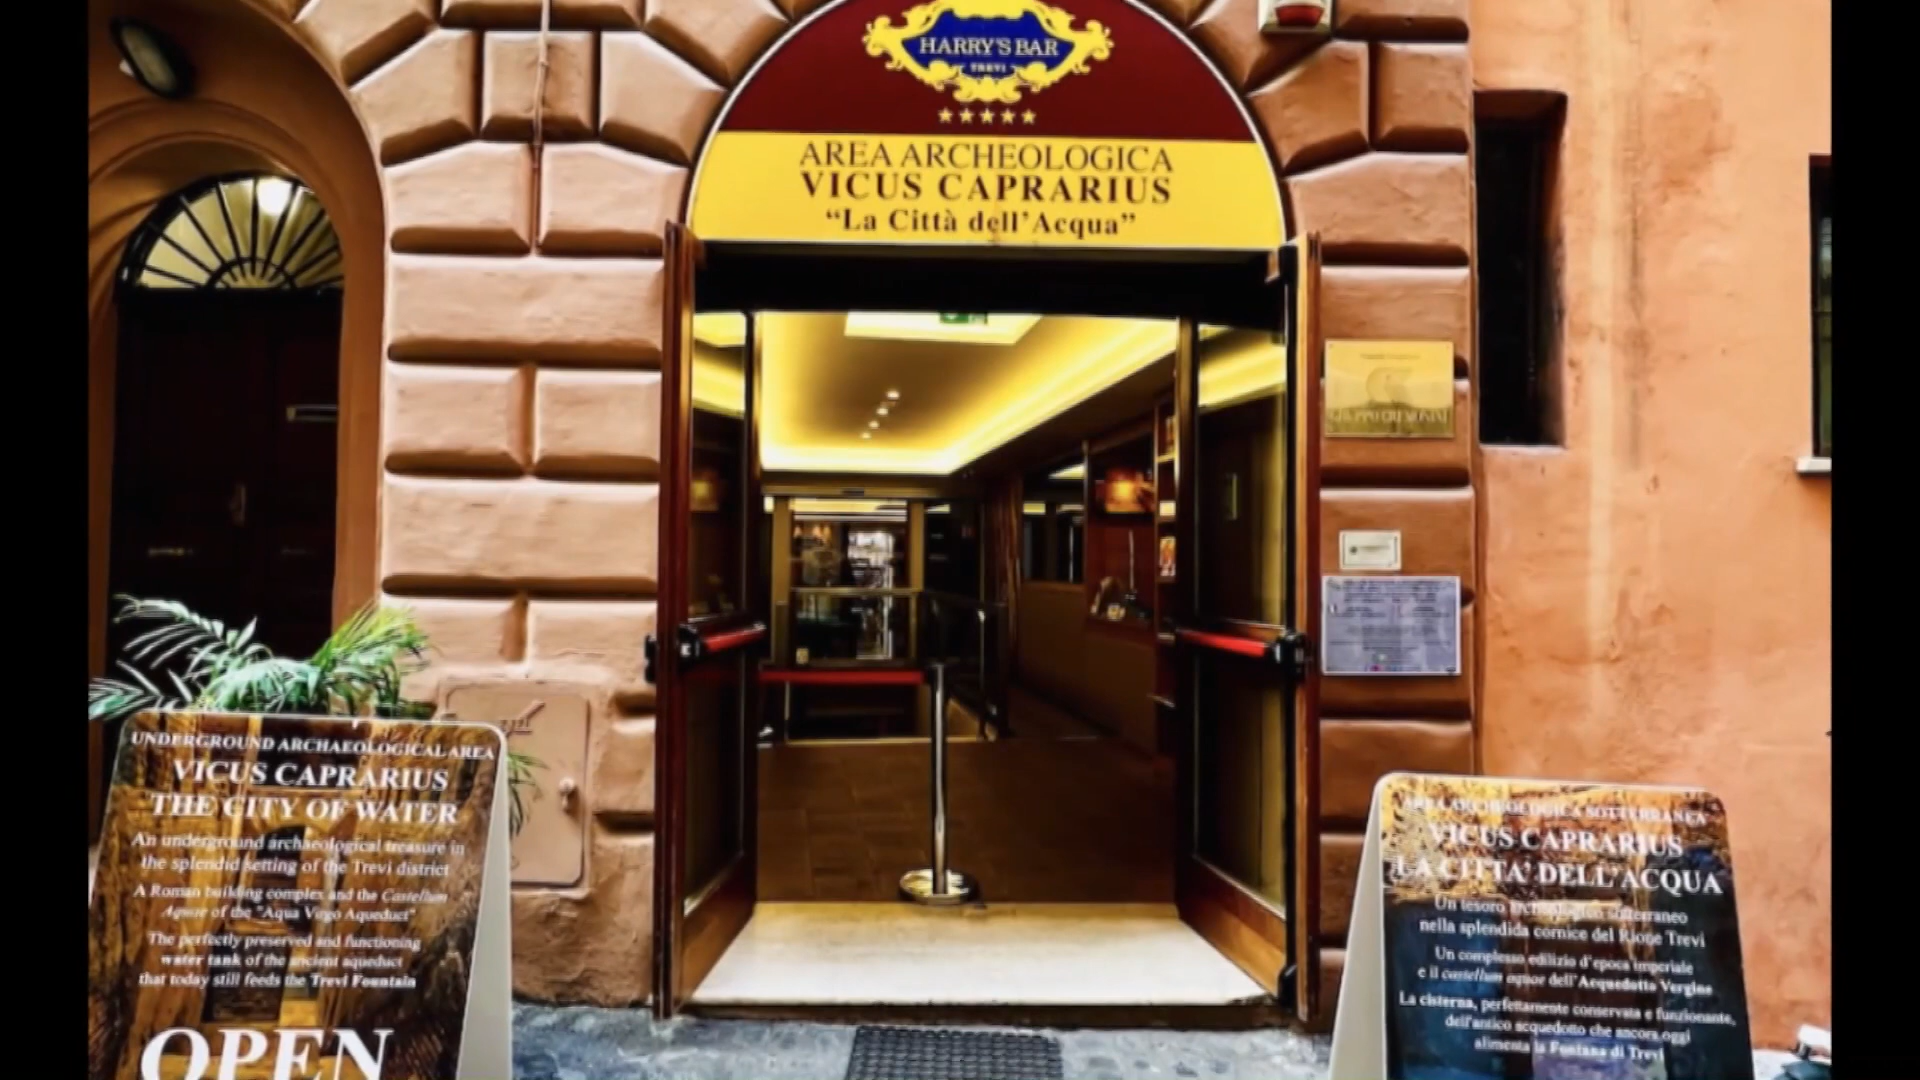 HARRY'S BAR
TREVI
AREA ARCHEOLOGICA
VICUS CAPRARIUS
“La Città dell'Acqua”
GRUPPO CREMONINI
UNDERGROUND ARCHAEOLOGICAL AREA
VICUS CAPRARIUS
THE CITY OF WATER
An underground archaeological treasure in
the splendid setting of the Trevi district
A Roman building complex and the Castellum
Aquae of the "Aqua Virgo Aqueduct"
The perfectly preserved and functioning
water tank of the ancient aqueduct
that today still feeds the Trevi Fountain
OPEN
AREA ARCHEOLOGICA SOTTERRANEA
VICUS CAPRARIUS
LA CITTA' DELL'ACQUA
Un tesoro archeologico sotterraneo
nella splendida cornice del Rione Trevi
Un complesso edilizio d'epoca imperiale
e il castellum aquae dell'Acquedotto Vergine
La cisterna, perfettamente conservata e funzionante,
dell'antico acquedotto che ancora oggi
alimenta la Fontana di Trevi